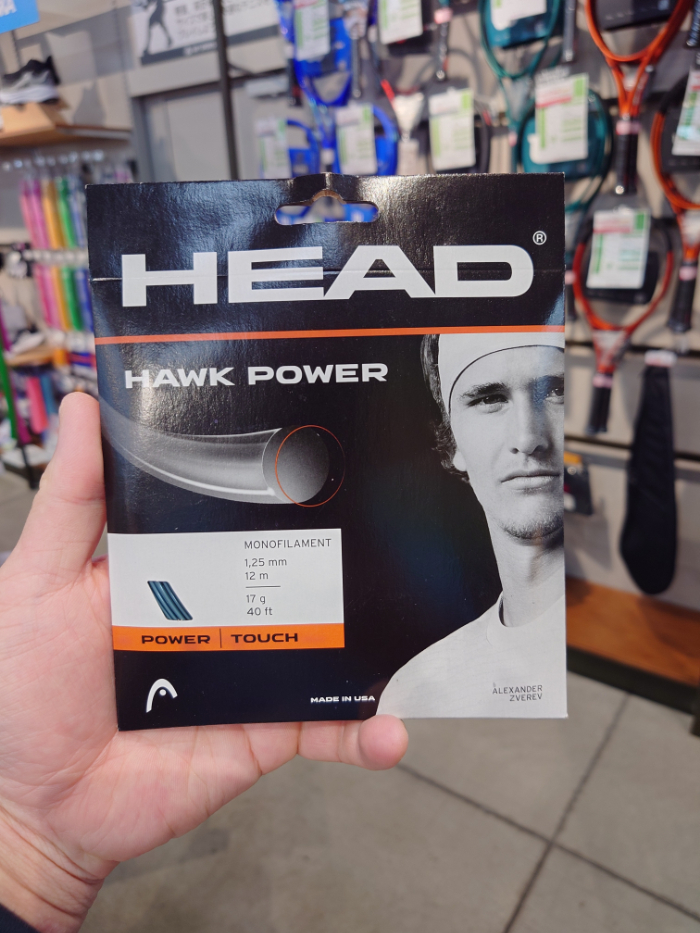 HEAD®
HAWK POWER
MONOFILAMENT
1,25 mm
12 m
17 g
40 ft
POWER | TOUCH
MADE IN USA
ALEXANDER
ZVEREV